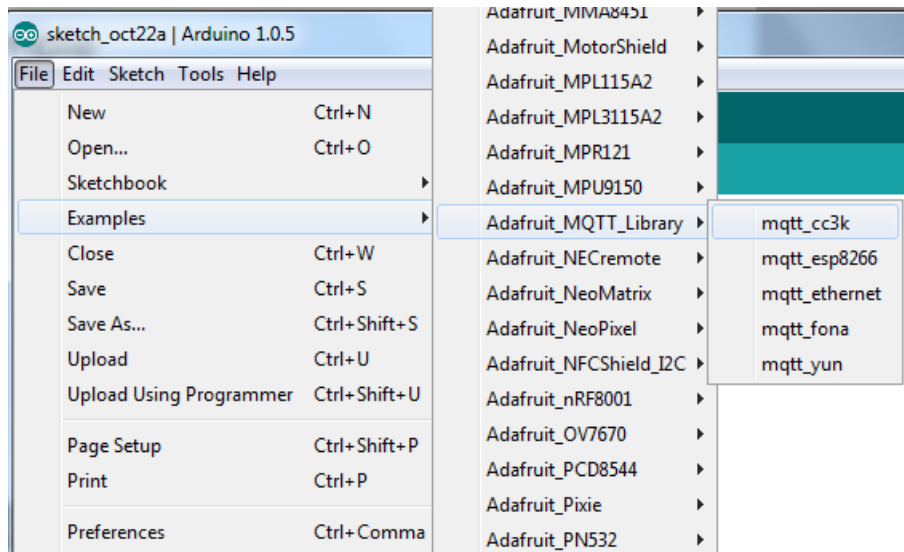 sketch_oct22a | Arduino 1.0.5
File Edit Sketch Tools Help
New Ctrl+N
Open... Ctrl+O
Sketchbook
Examples
Close Ctrl+W
Save Ctrl+S
Save As... Ctrl+Shift+S
Upload Ctrl+U
Upload Using Programmer Ctrl+Shift+U
Page Setup Ctrl+Shift+P
Print Ctrl+P
Preferences Ctrl+Comma
Adafruit_MMA8451
Adafruit_MotorShield
Adafruit_MPL115A2
Adafruit_MPL3115A2
Adafruit_MPR121
Adafruit_MPU9150
Adafruit_MQTT_Library
Adafruit_NECremote
Adafruit_NeoMatrix
Adafruit_NeoPixel
Adafruit_NFCShield_I2C
Adafruit_nRF8001
Adafruit_OV7670
Adafruit_PCD8544
Adafruit_Pixie
Adafruit_PN532
mqtt_cc3k
mqtt_esp8266
mqtt_ethernet
mqtt_fona
mqtt_yun